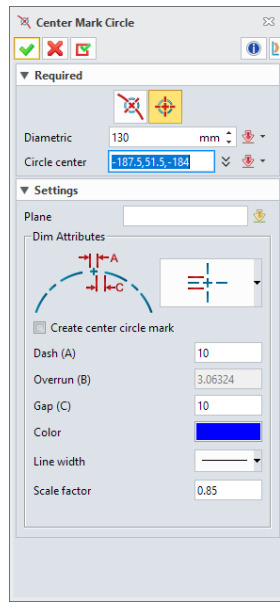 Center Mark Circle
Required
Diametric 130 mm
Circle center -187.5,51.5,-184
Settings
Plane
Dim Attributes
A
C
Create center circle mark
Dash (A) 10
Overrun (B) 3.06324
Gap (C) 10
Color
Line width
Scale factor 0.85